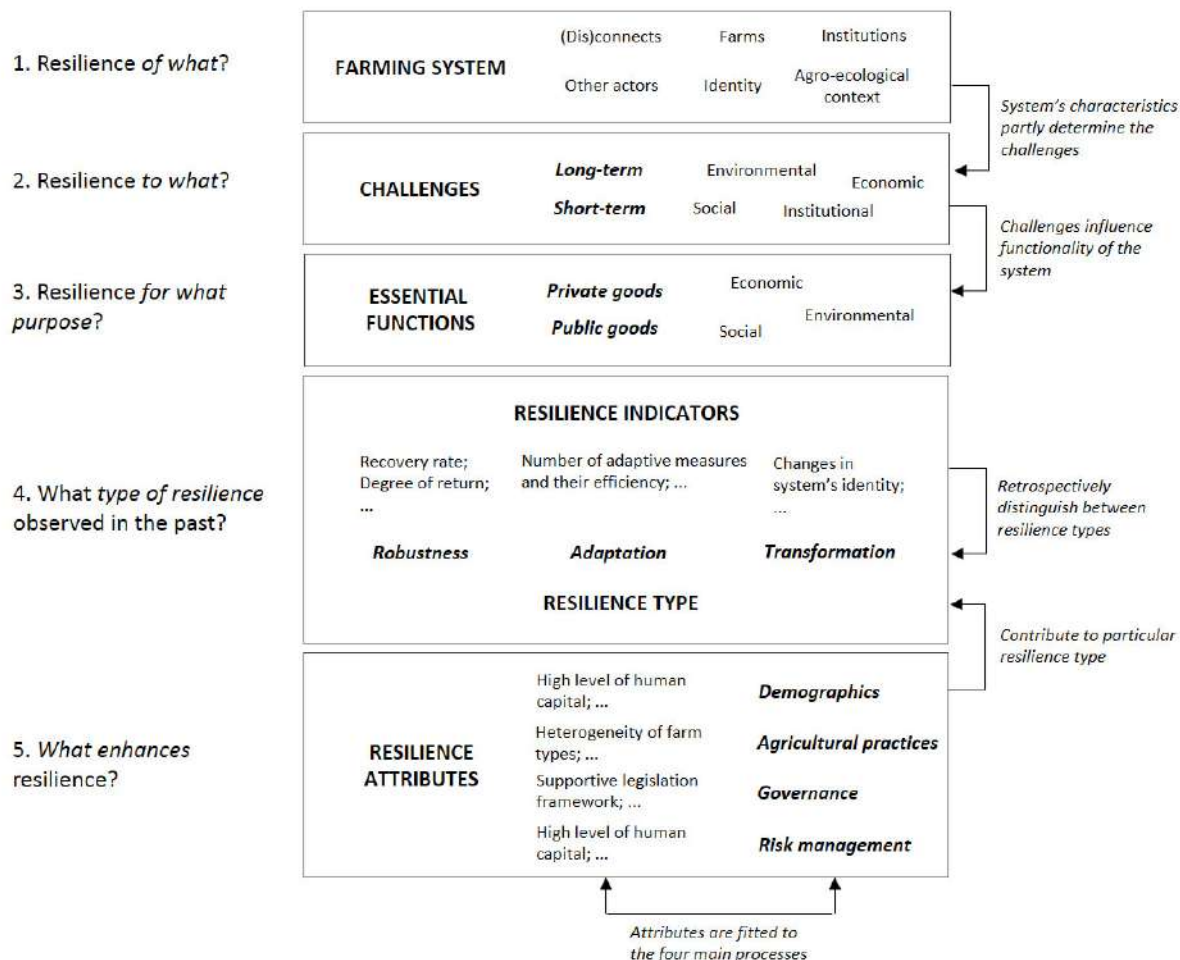 1. Resilience of what?
FARMING SYSTEM
(Dis)connects Farms Institutions
Other actors Identity Agro-ecological
context
System's characteristics
partly determine the
challenges
2. Resilience to what?
CHALLENGES
Long-term Environmental
Economic
Short-term Social Institutional
Challenges influence
functionality of the
system
3. Resilience for what
purpose?
ESSENTIAL
FUNCTIONS
Private goods Economic
Public goods Social Environmental
4. What type of resilience
observed in the past?
RESILIENCE INDICATORS
Recovery rate;
Degree of return;
...
Number of adaptive measures
and their efficiency; ...
Changes in
system's identity;
...
Robustness Adaptation Transformation
RESILIENCE TYPE
Retrospectively
distinguish between
resilience types
Contribute to particular
resilience type
5. What enhances
resilience?
RESILIENCE
ATTRIBUTES
High level of human
capital; ...
Demographics
Heterogeneity of farm
types; ...
Agricultural practices
Supportive legislation
framework; ...
Governance
High level of human
capital; ...
Risk management
Attributes are fitted to
the four main processes